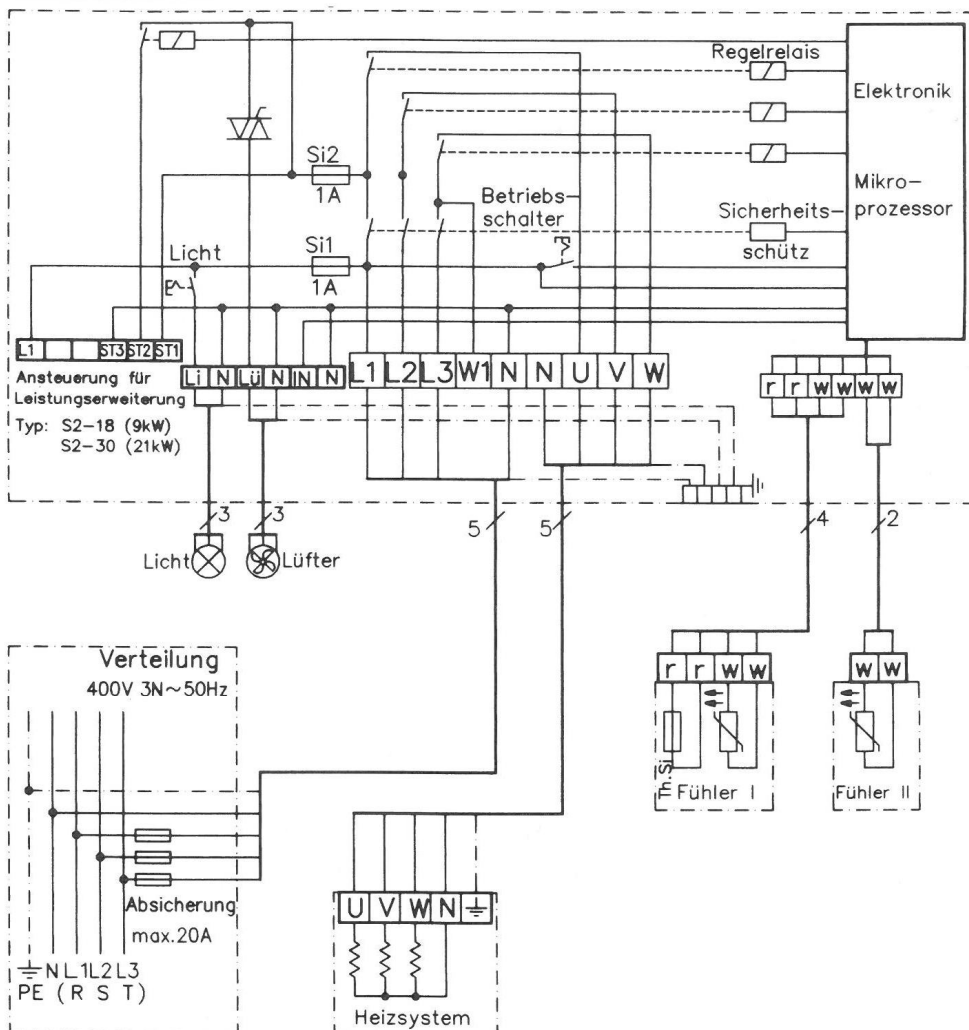 Regelrelais
Elektronik
Mikro-
prozessor
Si2
1A
Betriebs-
schalter
Sicherheits-
schütz
Licht
Si1
1A
L1 ST3 ST2 ST1
Ansteuerung für
Leistungserweiterung
Typ: S2-18 (9kW)
S2-30 (21kW)
Li N Lü N IN N
L1 L2 L3 W1 N N U V W
r r w w w w
3 3 5 5 4 2
Licht
Lüfter
Verteilung
400V 3N~50Hz
Absicherung
max.20A
N L1 L2 L3
PE (R S T)
U V W N
Heizsystem
r r w w
Th.Si
Fühler I
w w
Fühler II